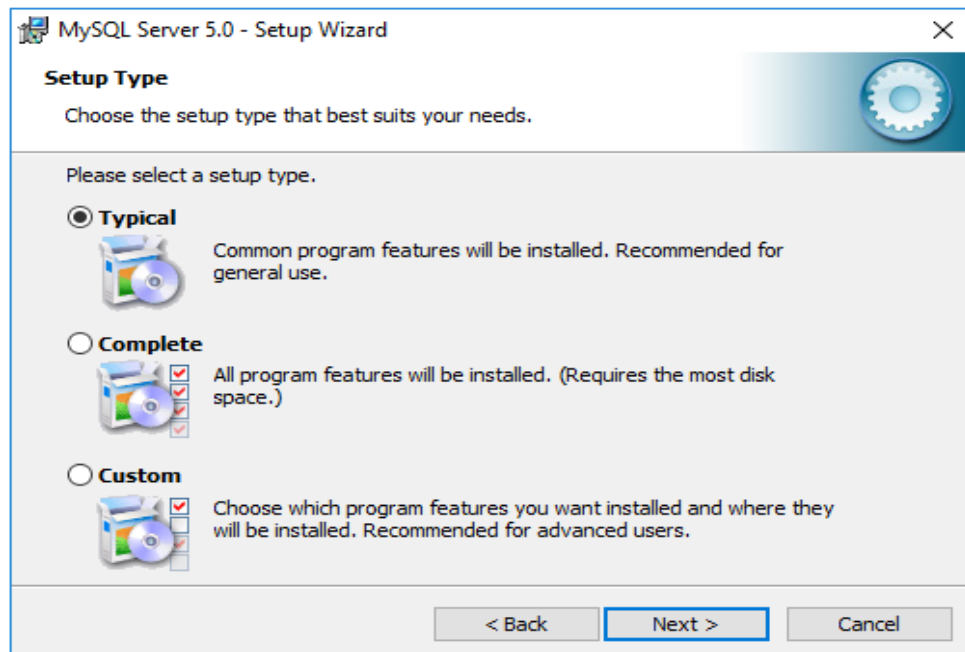 MySQL Server 5.0 - Setup Wizard
Setup Type
Choose the setup type that best suits your needs.
Please select a setup type.
Typical
Common program features will be installed. Recommended for
general use.
Complete
All program features will be installed. (Requires the most disk
space.)
Custom
Choose which program features you want installed and where they
will be installed. Recommended for advanced users.
< Back
Next >
Cancel